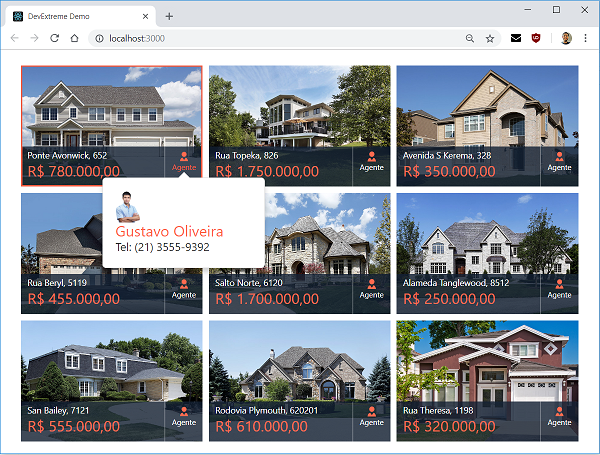 DevExtreme Demo
localhost:3000
Ponte Avonwick, 652
R$ 780.000,00
Agente
Rua Topeka, 826
R$ 1.750.000,00
Agente
Avenida S Kerema, 328
R$ 350.000,00
Agente
Gustavo Oliveira
Tel: (21) 3555-9392
Rua Beryl, 5119
R$ 455.000,00
Agente
Salto Norte, 6120
R$ 1.700.000,00
Agente
Alameda Tanglewood, 8512
R$ 250.000,00
Agente
San Bailey, 7121
R$ 555.000,00
Agente
Rodovia Plymouth, 620201
R$ 610.000,00
Agente
Rua Theresa, 1198
R$ 320.000,00
Agente